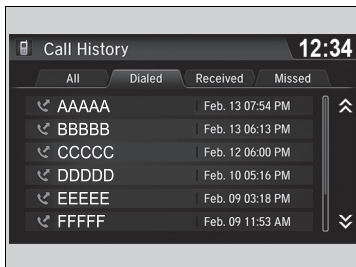 Call History 12:34
All Dialed Received Missed
AAAAA Feb. 13 07:54 PM
BBBBB Feb. 13 06:13 PM
CCCCC Feb. 12 06:00 PM
DDDDD Feb. 10 05:16 PM
EEEEE Feb. 09 03:18 PM
FFFFF Feb. 09 11:53 AM